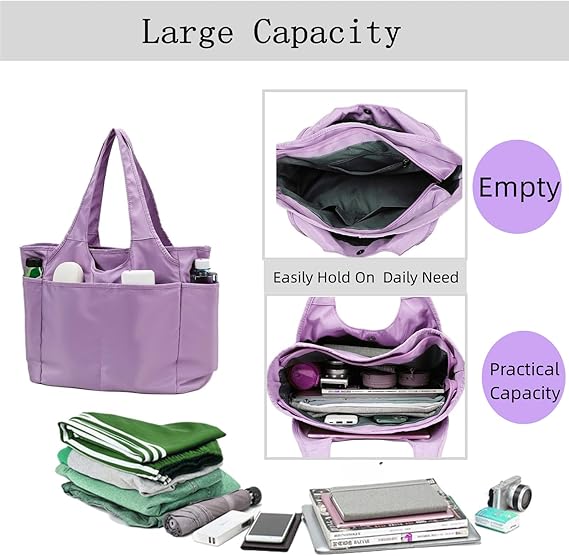 Large Capacity
Empty
Easily Hold On Daily Need
Practical
Capacity